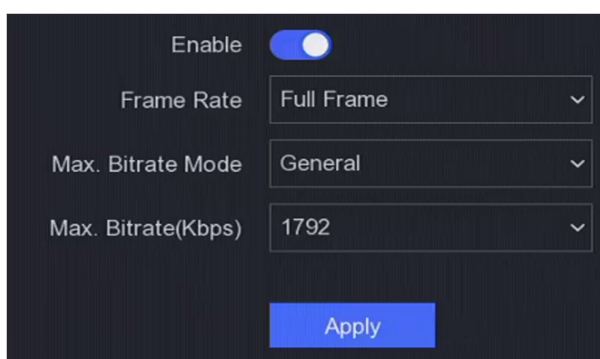 Enable
Frame Rate Full Frame
Max. Bitrate Mode General
Max. Bitrate(Kbps) 1792
Apply